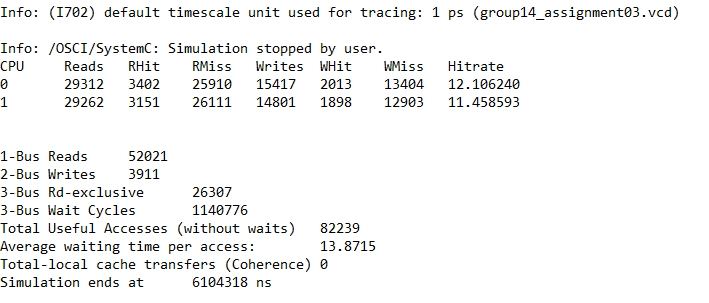 Info: (I702) default timescale unit used for tracing: 1 ps (group14_assignment03.vcd)
Info: /OSCI/SystemC: Simulation stopped by user.
CPU Reads RHit RMiss Writes WHit WMiss Hitrate
0 29312 3402 25910 15417 2013 13404 12.106240
1 29262 3151 26111 14801 1898 12903 11.458593
1-Bus Reads 52021
2-Bus Writes 3911
3-Bus Rd-exclusive 26307
3-Bus Wait Cycles 1140776
Total Useful Accesses (without waits) 82239
Average waiting time per access: 13.8715
Total-local cache transfers (Coherence) 0
Simulation ends at 6104318 ns